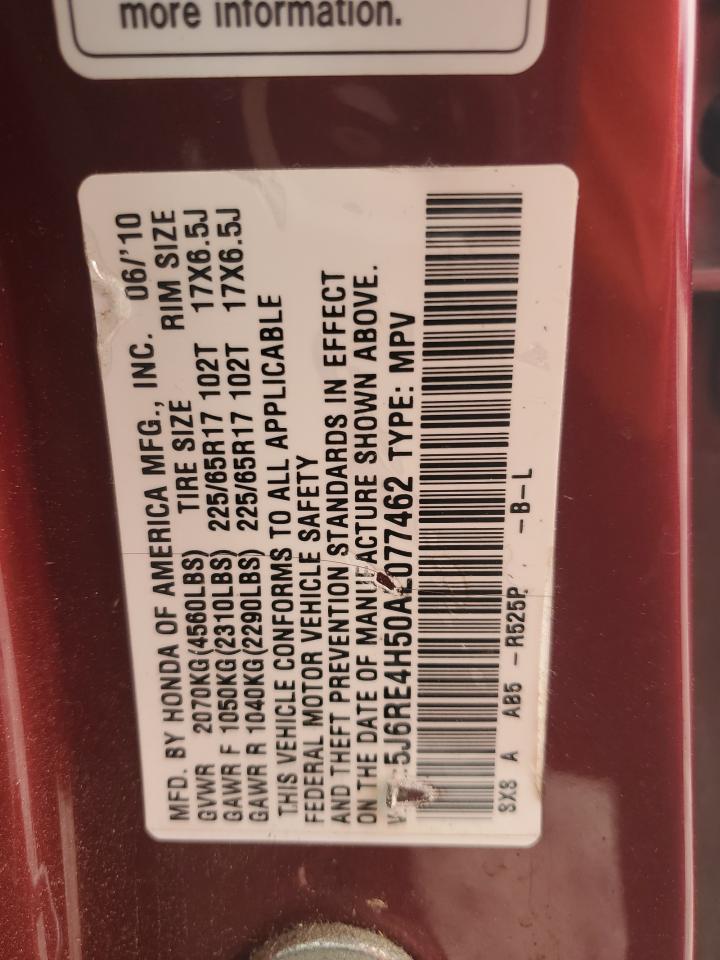 more information.
MFD. BY HONDA OF AMERICA MFG., INC. 06/'10
GVWR 2070KG(4560LBS) TIRE SIZE RIM SIZE
GAWR F 1050KG(2310LBS) 225/65R17 102T 17X6.5J
GAWR R 1040KG(2290LBS) 225/65R17 102T 17X6.5J
THIS VEHICLE CONFORMS TO ALL APPLICABLE
FEDERAL MOTOR VEHICLE SAFETY
AND THEFT PREVENTION STANDARDS IN EFFECT
ON THE DATE OF MANUFACTURE SHOWN ABOVE.
5J6RE4H50AL077462 TYPE: MPV
SX8 A AB5 -R525P -B-L